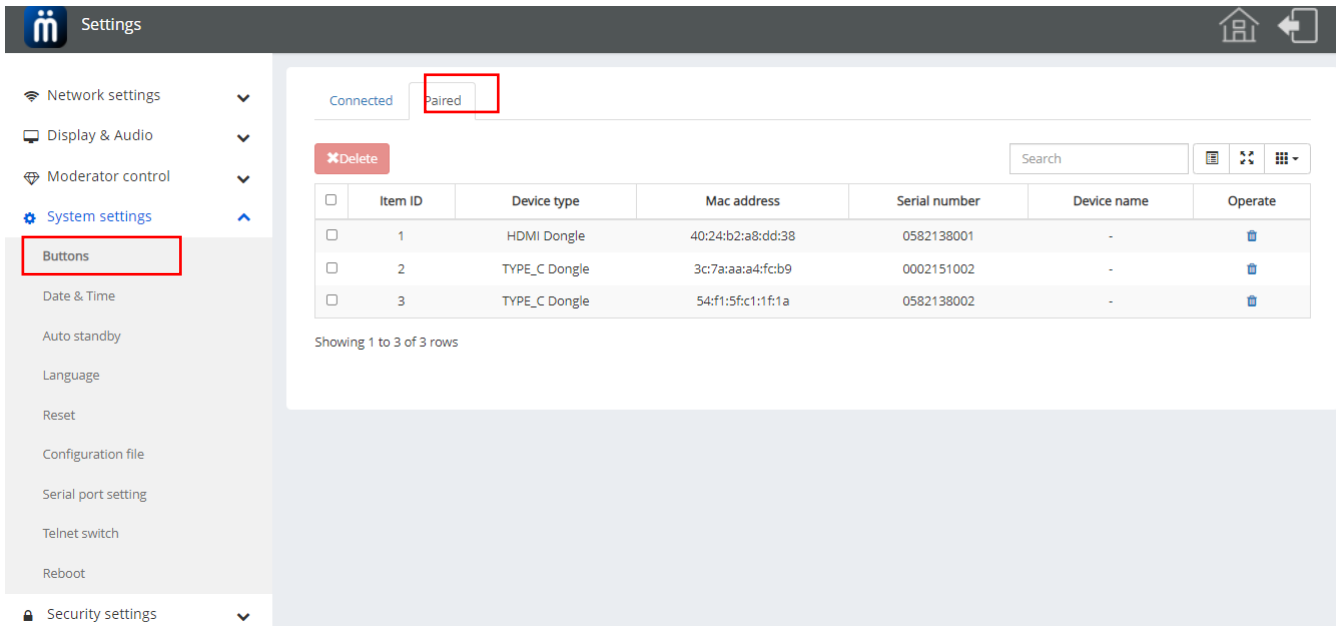 Settings
Network settings
Display & Audio
Moderator control
System settings
Buttons
Date & Time
Auto standby
Language
Reset
Configuration file
Serial port setting
Telnet switch
Reboot
Security settings
Connected Paired
Delete Search
Item ID Device type Mac address Serial number Device name Operate
1 HDMI Dongle 40:24:b2:a8:dd:38 0582138001 -
2 TYPE_C Dongle 3c:7a:aa:a4:fc:b9 0002151002 -
3 TYPE_C Dongle 54:f1:5f:c1:1f:1a 0582138002 -
Showing 1 to 3 of 3 rows